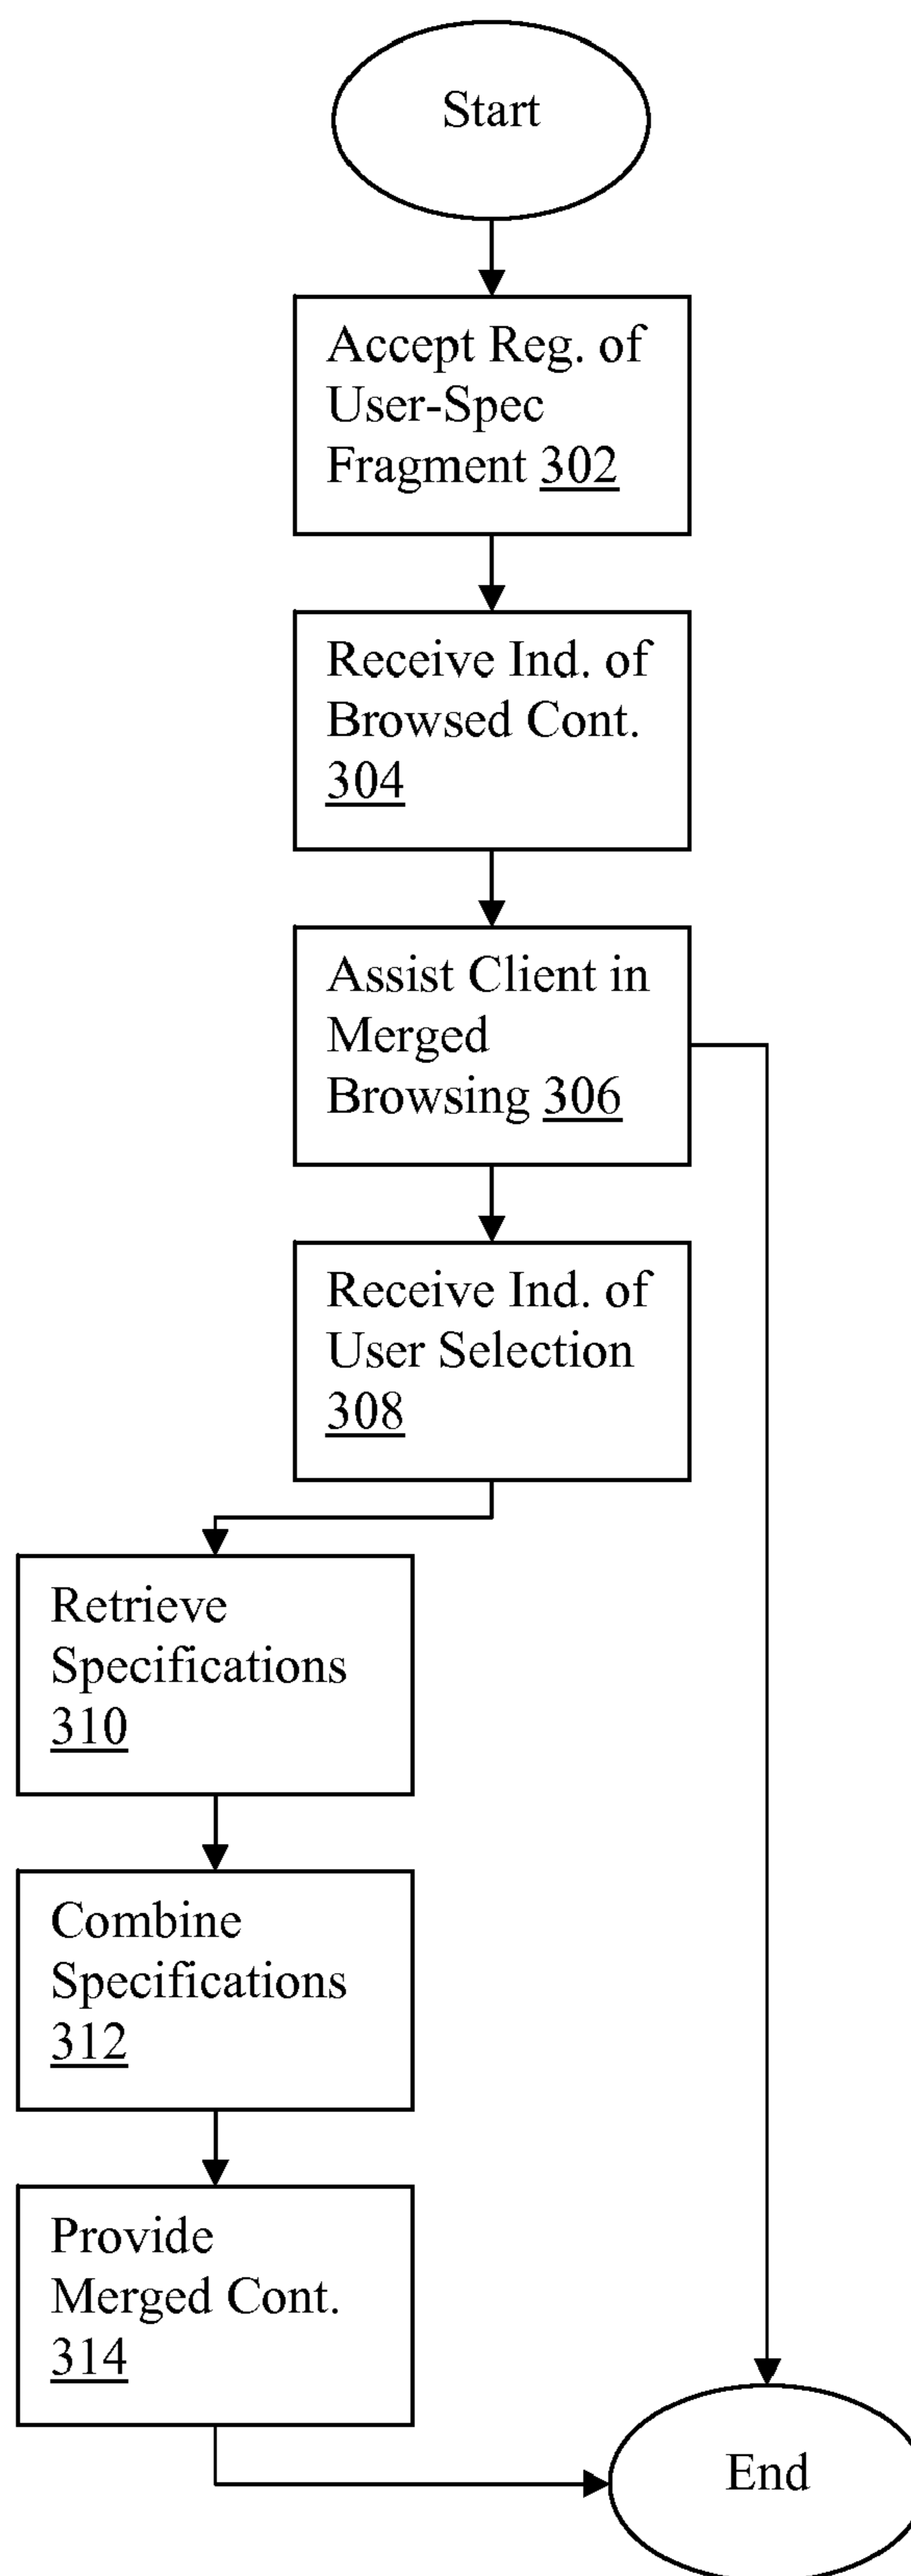 Start
Accept Reg. of
User-Spec
Fragment 302
Receive Ind. of
Browsed Cont.
304
Assist Client in
Merged
Browsing 306
Receive Ind. of
User Selection
308
Retrieve
Specifications
310
Combine
Specifications
312
Provide
Merged Cont.
314
End